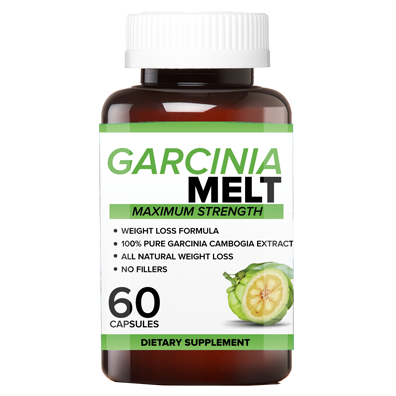 GARCINIA
MELT
MAXIMUM STRENGTH
• WEIGHT LOSS FORMULA
• 100% PURE GARCINIA CAMBOGIA EXTRACT
• ALL NATURAL WEIGHT LOSS
• NO FILLERS
60
CAPSULES
DIETARY SUPPLEMENT